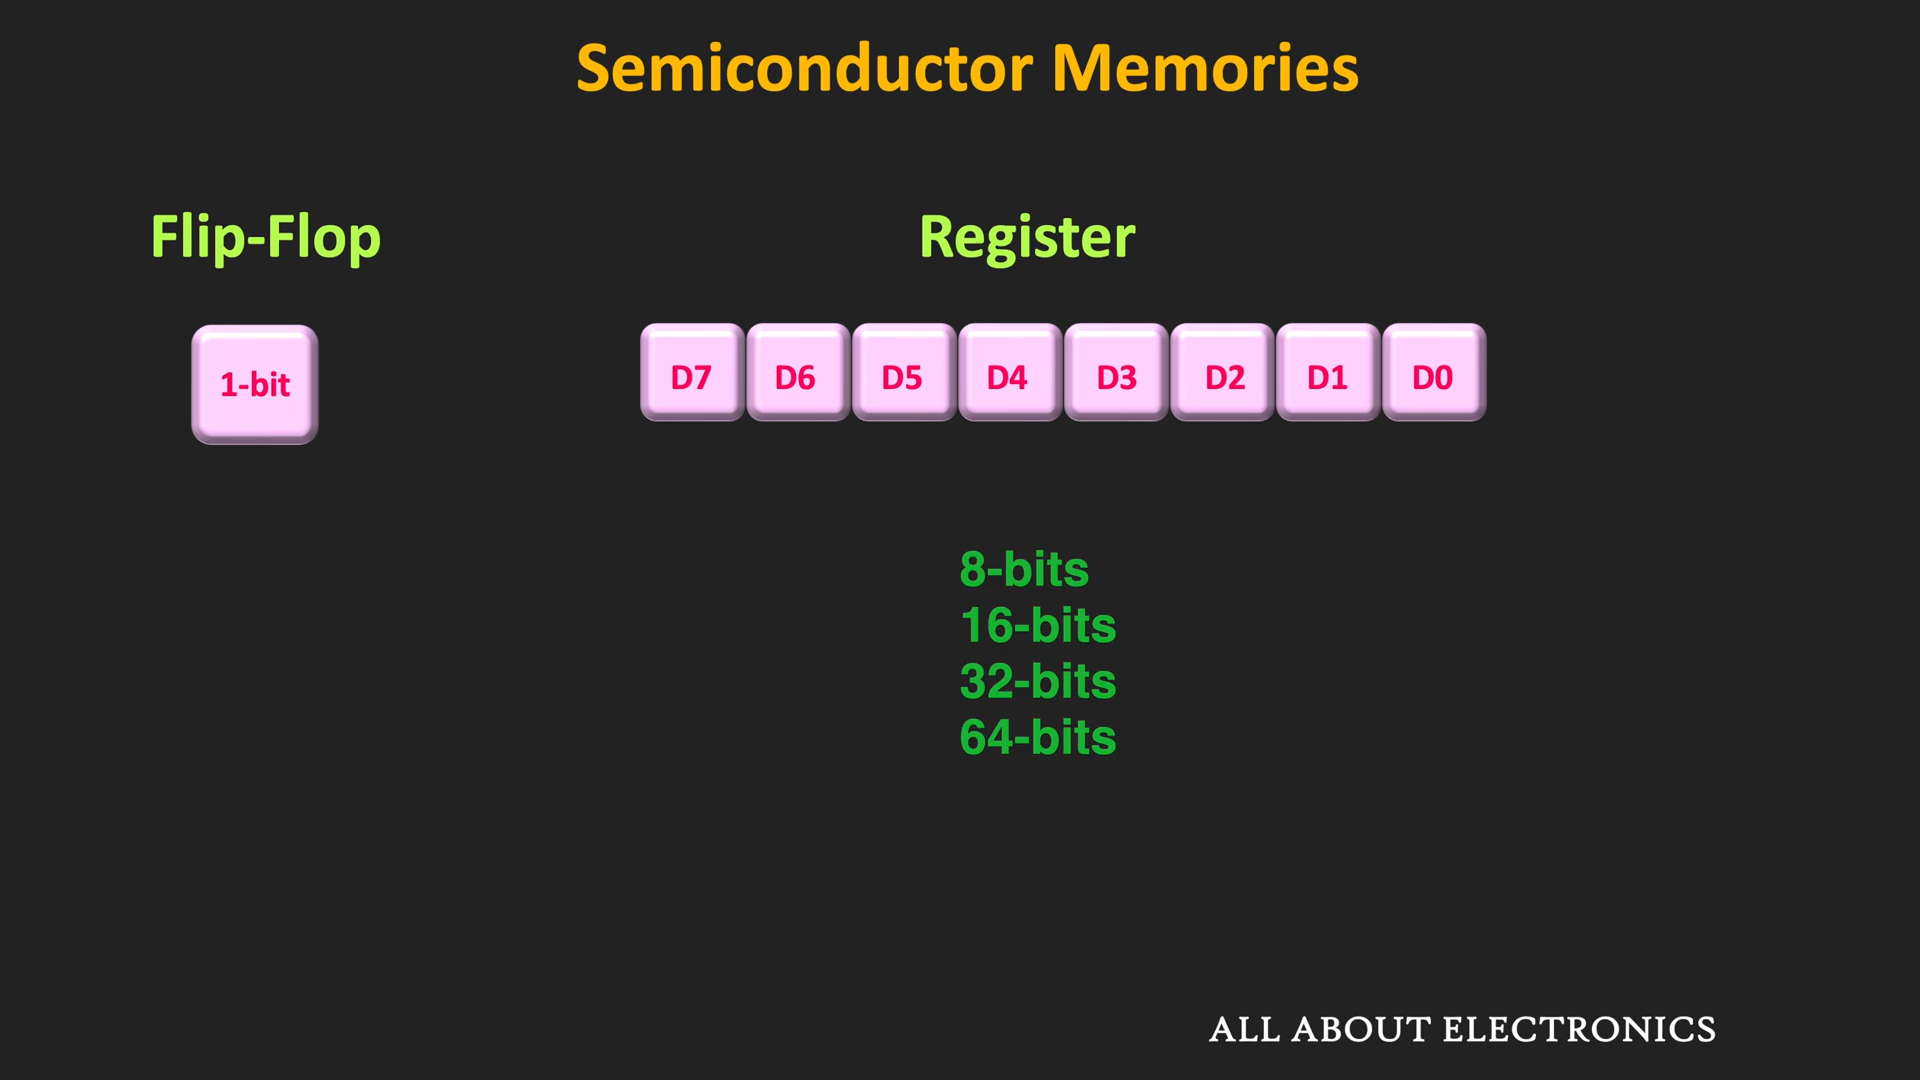 Semiconductor Memories
Flip-Flop
Register
1-bit
D7 D6 D5 D4 D3 D2 D1 D0
8-bits
16-bits
32-bits
64-bits
ALL ABOUT ELECTRONICS